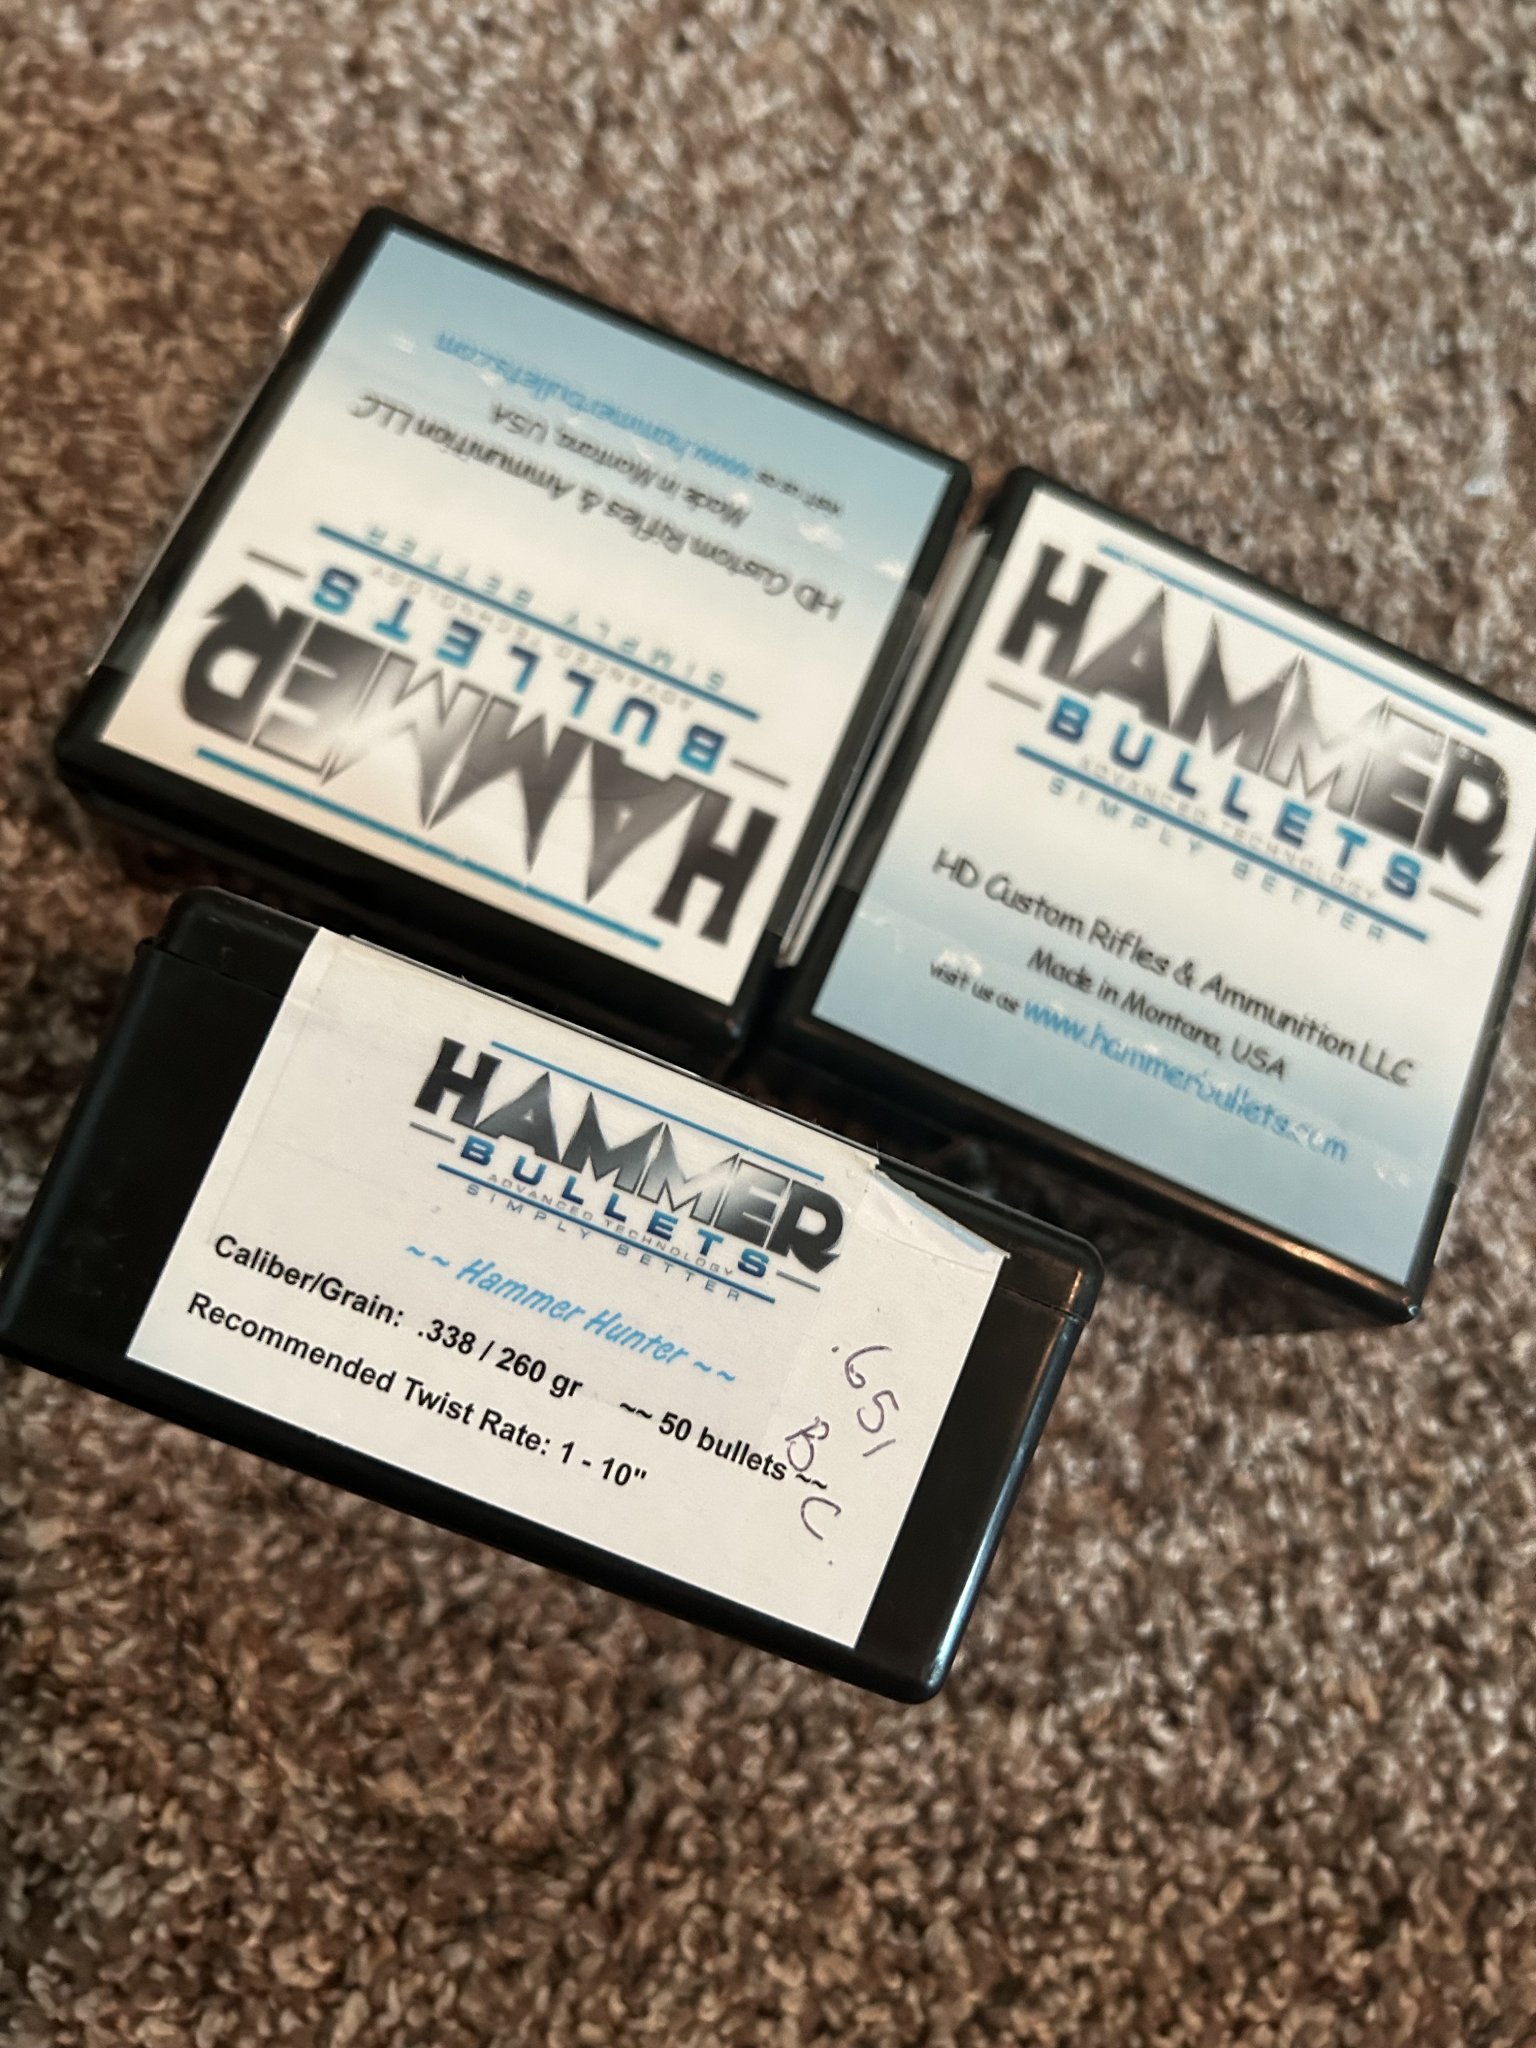 visit us as www.hammerbullets.com
Made in Montana, USA
HD Custom Rifles & Ammunition LLC
SIMPLY BETTER
ADVANCED TECHNOLOGY
BULLETS
HAMMER
HAMMER
BULLETS
ADVANCED TECHNOLOGY
SIMPLY BETTER
HD Custom Rifles & Ammunition LLC
Made in Montana, USA
visit us as www.hammerbullets.com
HAMMER
BULLETS
ADVANCED TECHNOLOGY
SIMPLY BETTER
~~ Hammer Hunter ~~
Caliber/Grain: .338 / 260 gr ~~ 50 bullets ~~
Recommended Twist Rate: 1 - 10"
.651
B C